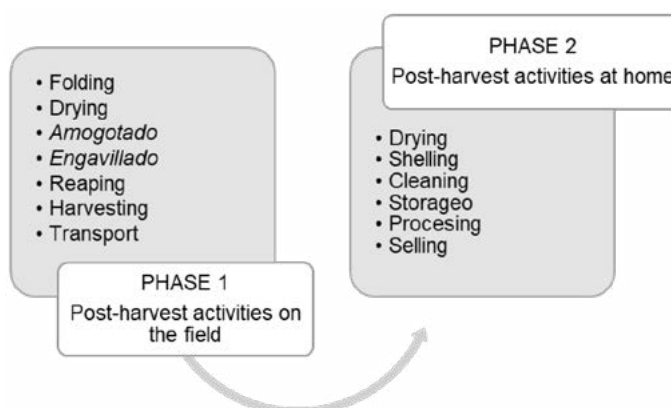 • Folding
• Drying
• Amogotado
• Engavillado
• Reaping
• Harvesting
• Transport
PHASE 1
Post-harvest activities on
the field
PHASE 2
Post-harvest activities at home
• Drying
• Shelling
• Cleaning
• Storageo
• Procesing
• Selling